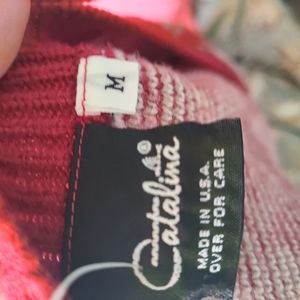 M
Catalina
®
MADE IN U.S.A.
OVER FOR CARE